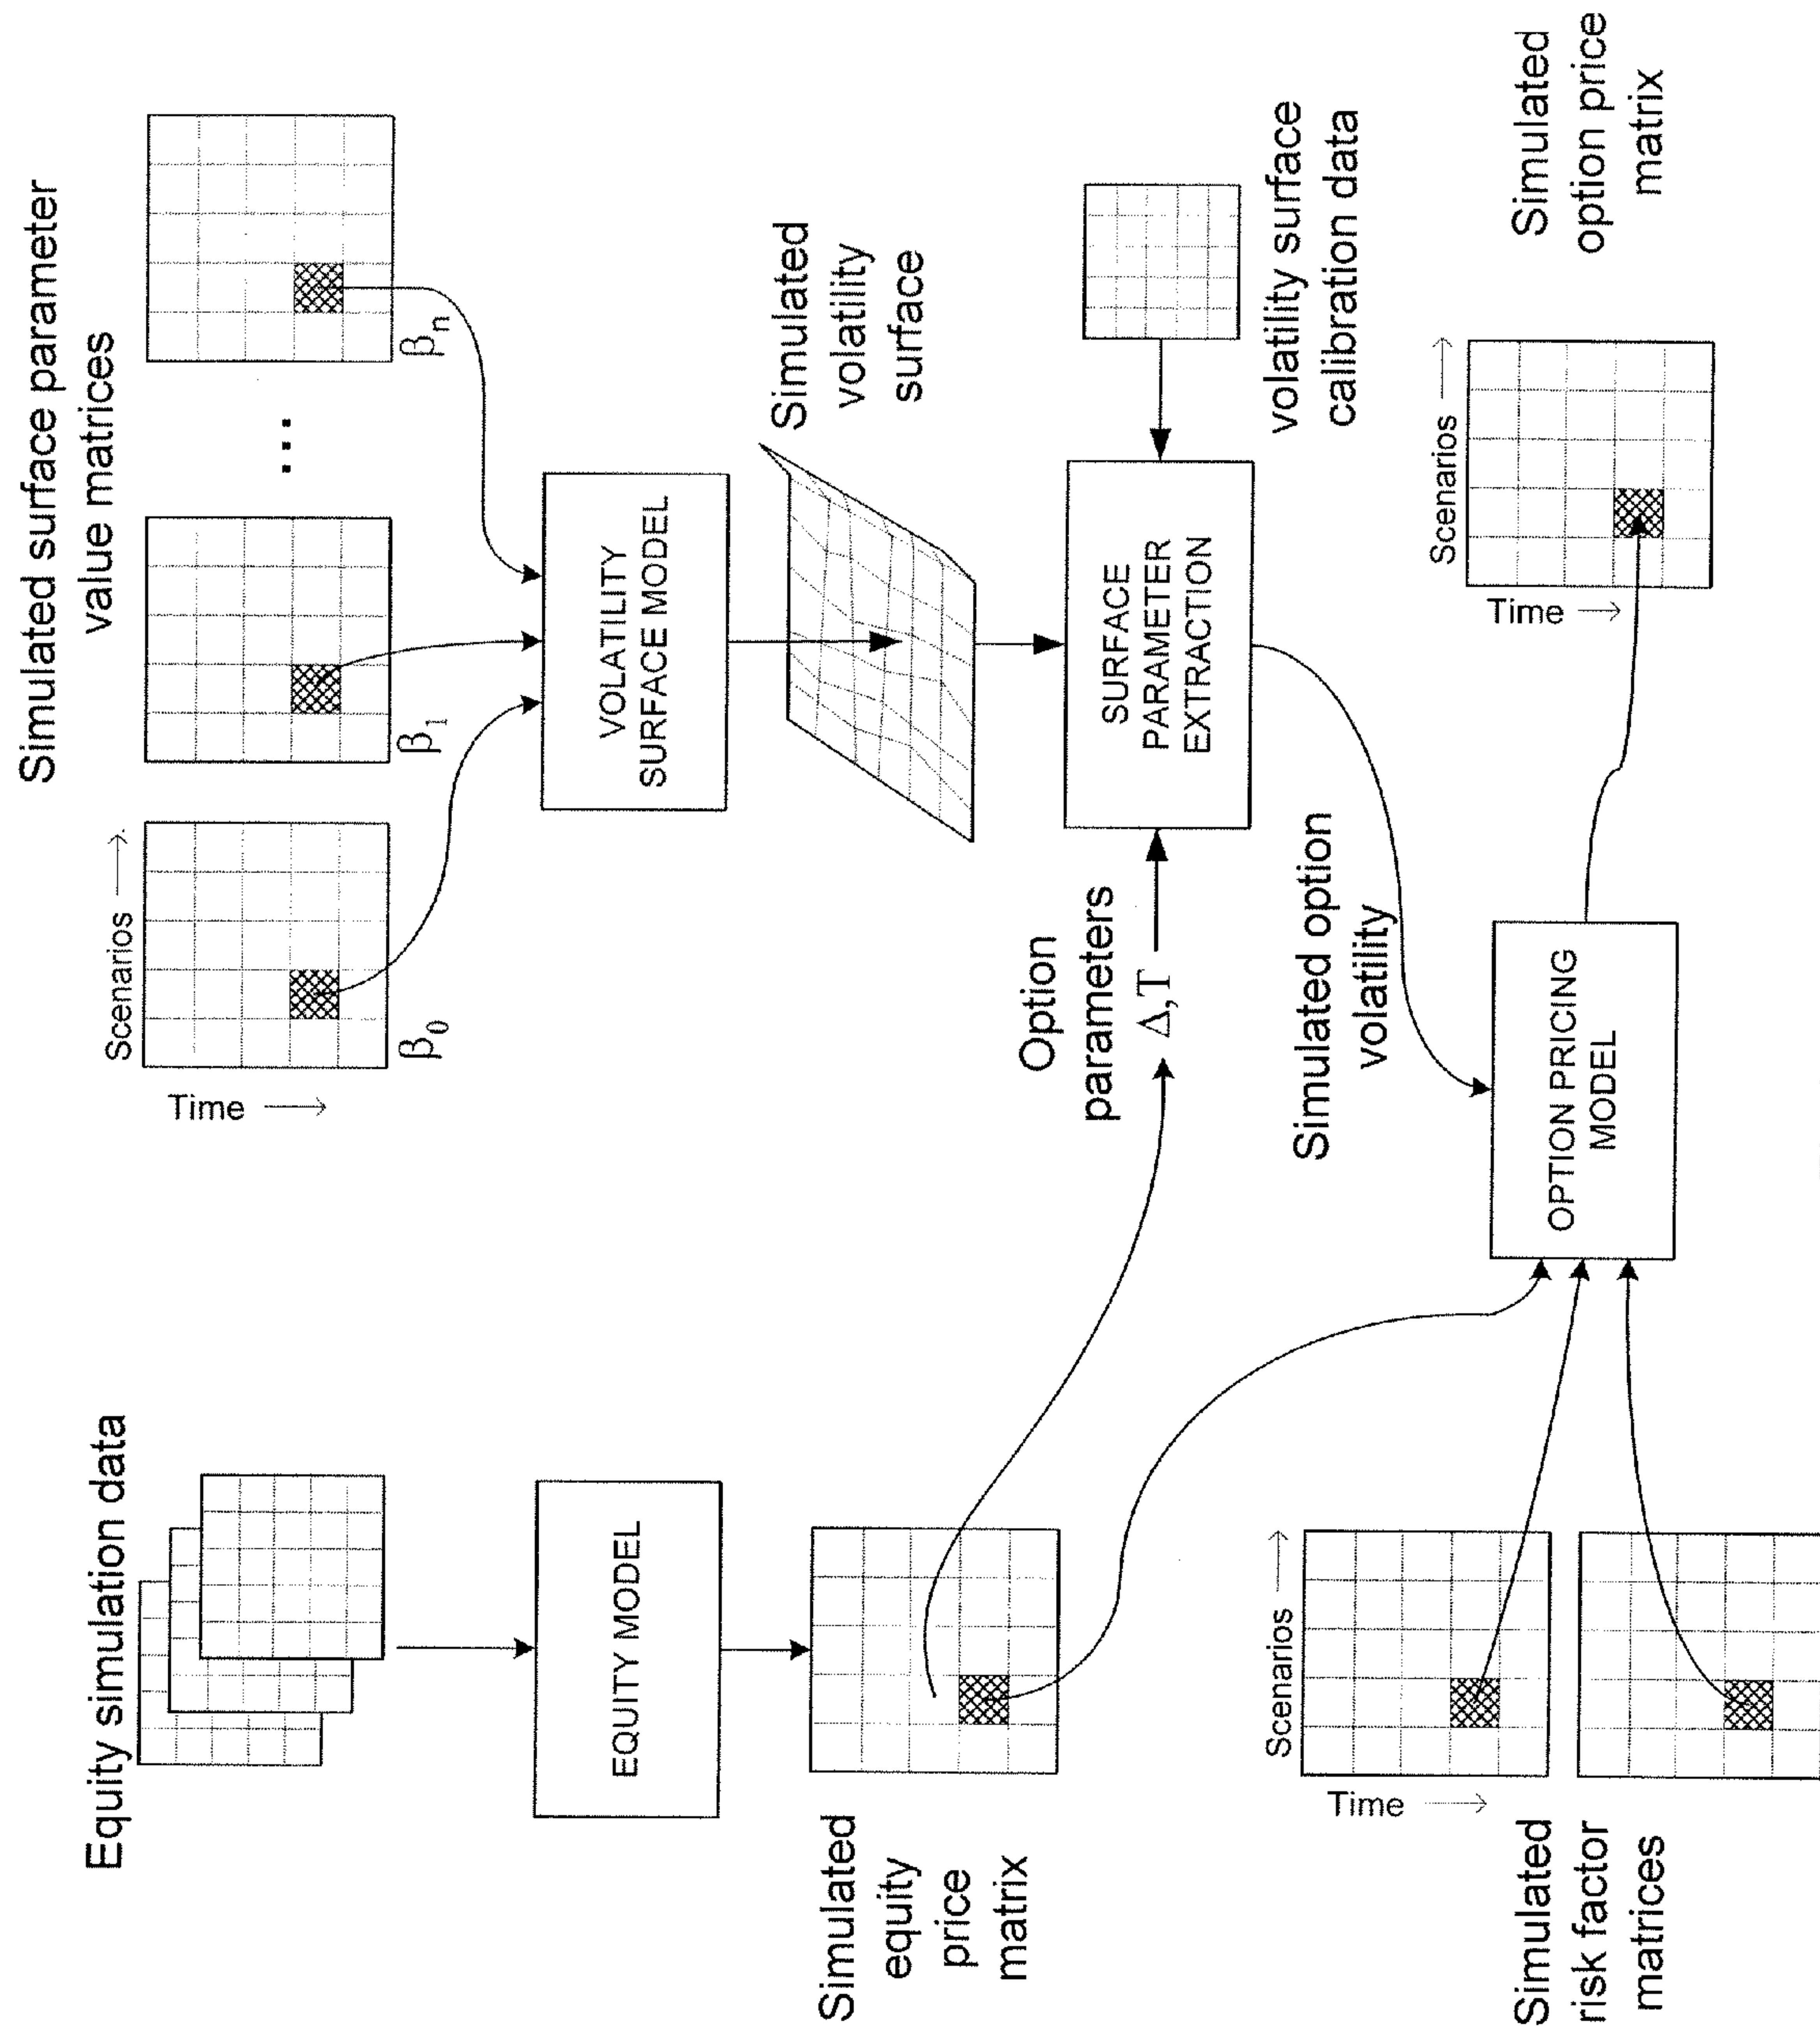 Equity simulation data
EQUITY MODEL
Simulated
equity
price
matrix
Scenarios
Time
Simulated
risk factor
matrices
Simulated surface parameter
value matrices
Scenarios
Time
β0
β1
...
βn
VOLATILITY
SURFACE MODEL
Simulated
volatility
surface
Option
parameters
Δ,T
SURFACE
PARAMETER
EXTRACTION
volatility surface
calibration data
Simulated option
volatility
OPTION PRICING
MODEL
Scenarios
Time
Simulated
option price
matrix